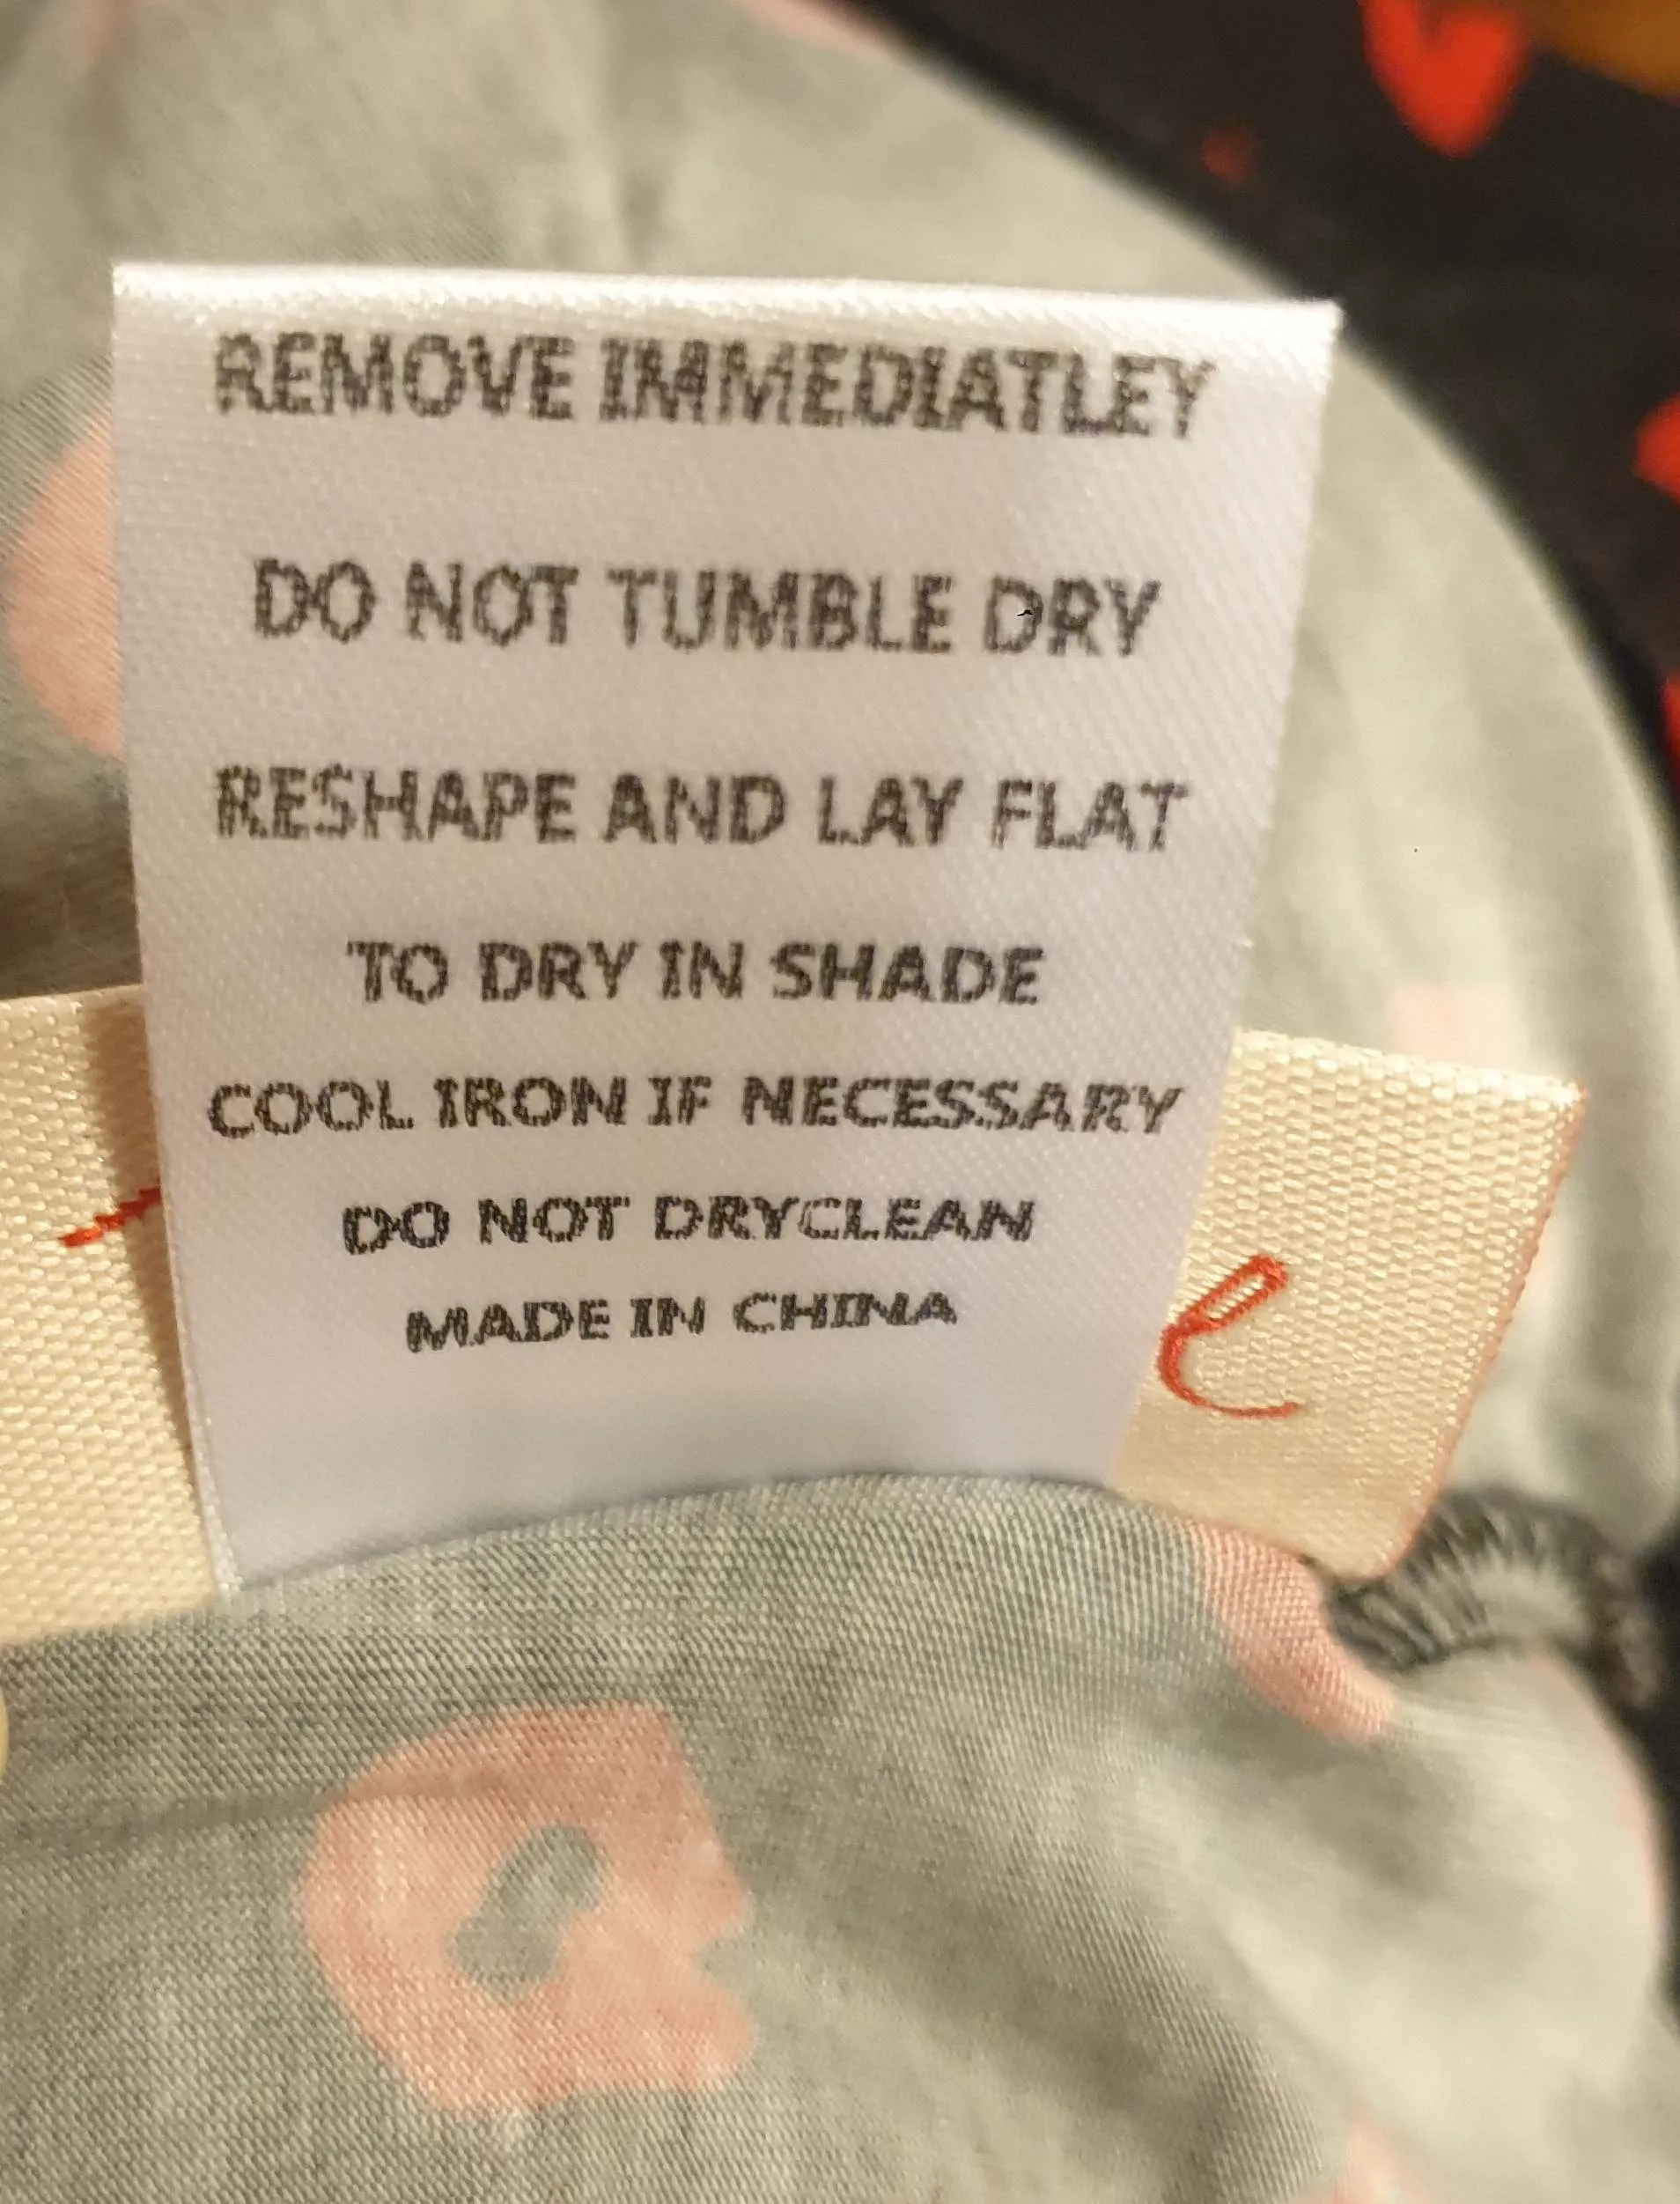 REMOVE IMMEDIATLEY
DO NOT TUMBLE DRY
RESHAPE AND LAY FLAT
TO DRY IN SHADE
COOL IRON IF NECESSARY
DO NOT DRYCLEAN
MADE IN CHINA
e